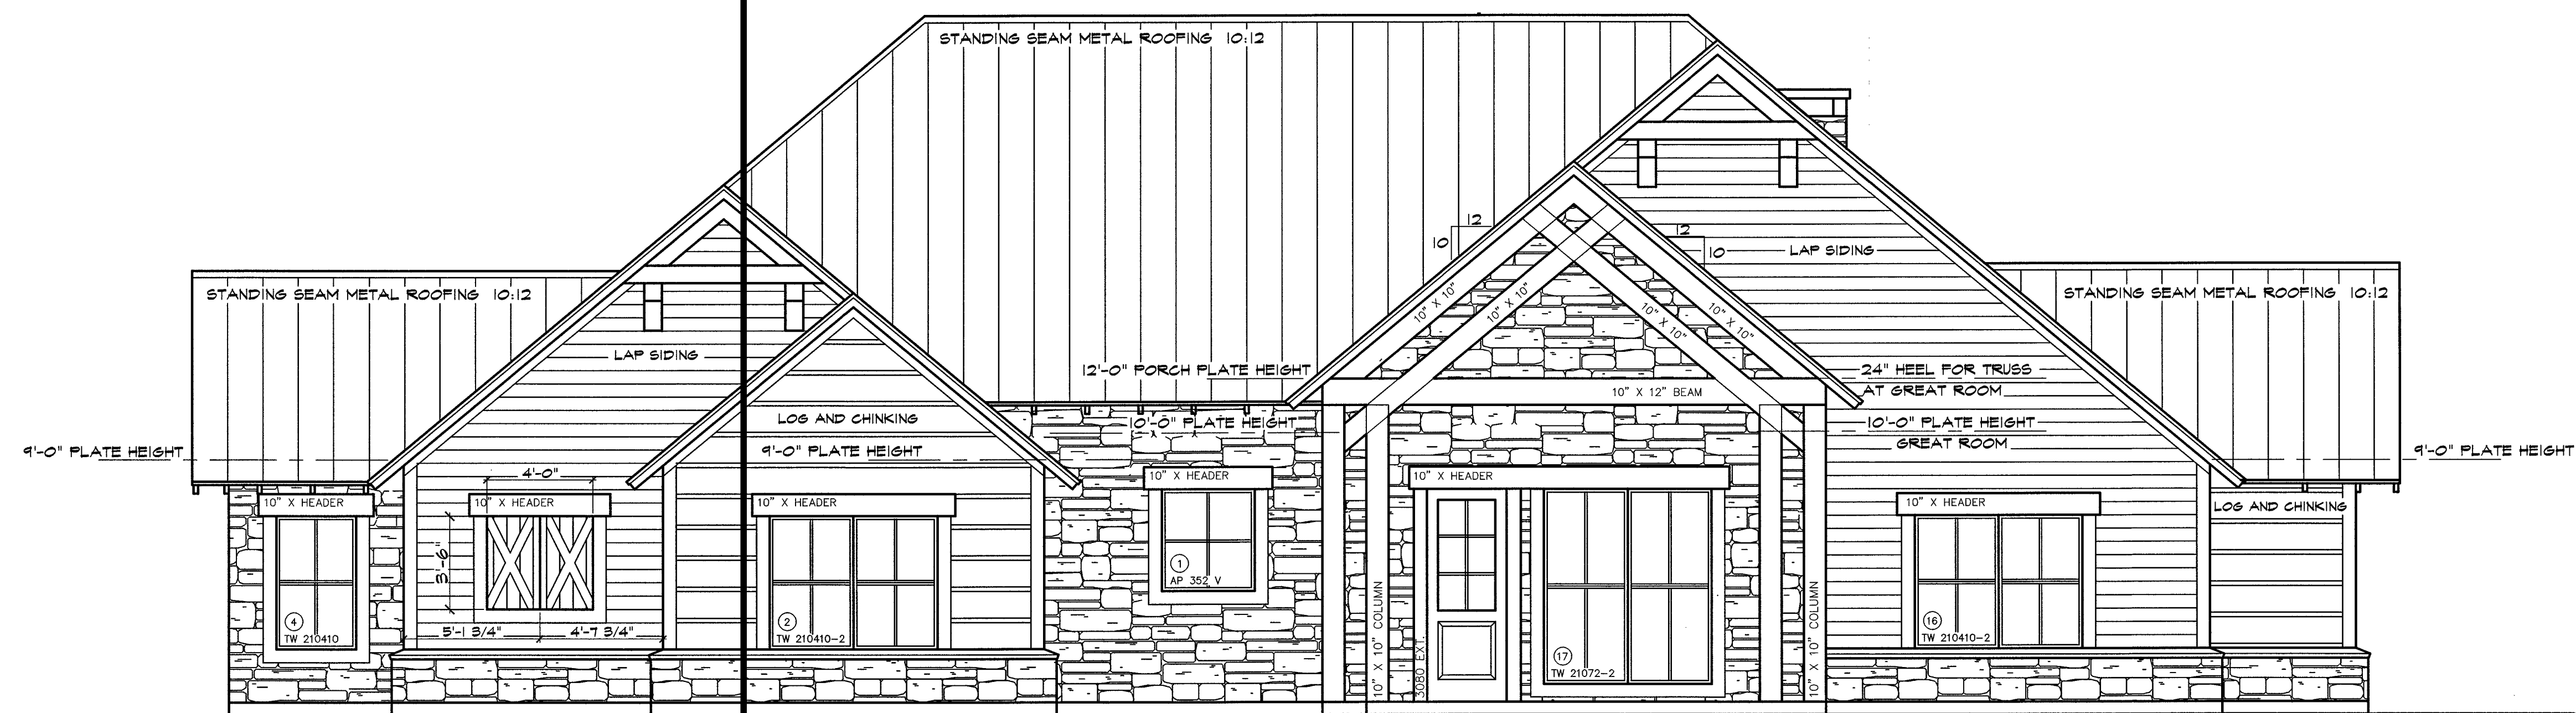 STANDING SEAM METAL ROOFING 10:12
12
12
10
10
LAP SIDING
STANDING SEAM METAL ROOFING 10:12
STANDING SEAM METAL ROOFING 10:12
10" X 10"
10" X 10"
10" X 10"
10" X 10"
LAP SIDING
12'-0" PORCH PLATE HEIGHT
24" HEEL FOR TRUSS
AT GREAT ROOM
10" X 12" BEAM
LOG AND CHINKING
10'-0" PLATE HEIGHT
10'-0" PLATE HEIGHT
GREAT ROOM
9'-0" PLATE HEIGHT
9'-0" PLATE HEIGHT
9'-0" PLATE HEIGHT
4'-0"
10" X HEADER
10" X HEADER
10" X HEADER
10" X HEADER
10" X HEADER
10" X HEADER
LOG AND CHINKING
3'-6"
1
AP 352 V
10" X 10" COLUMN
3080 EXT.
10" X 10" COLUMN
4
TW 210410
5'-1 3/4"
4'-7 3/4"
2
TW 210410-2
17
TW 21072-2
16
TW 210410-2